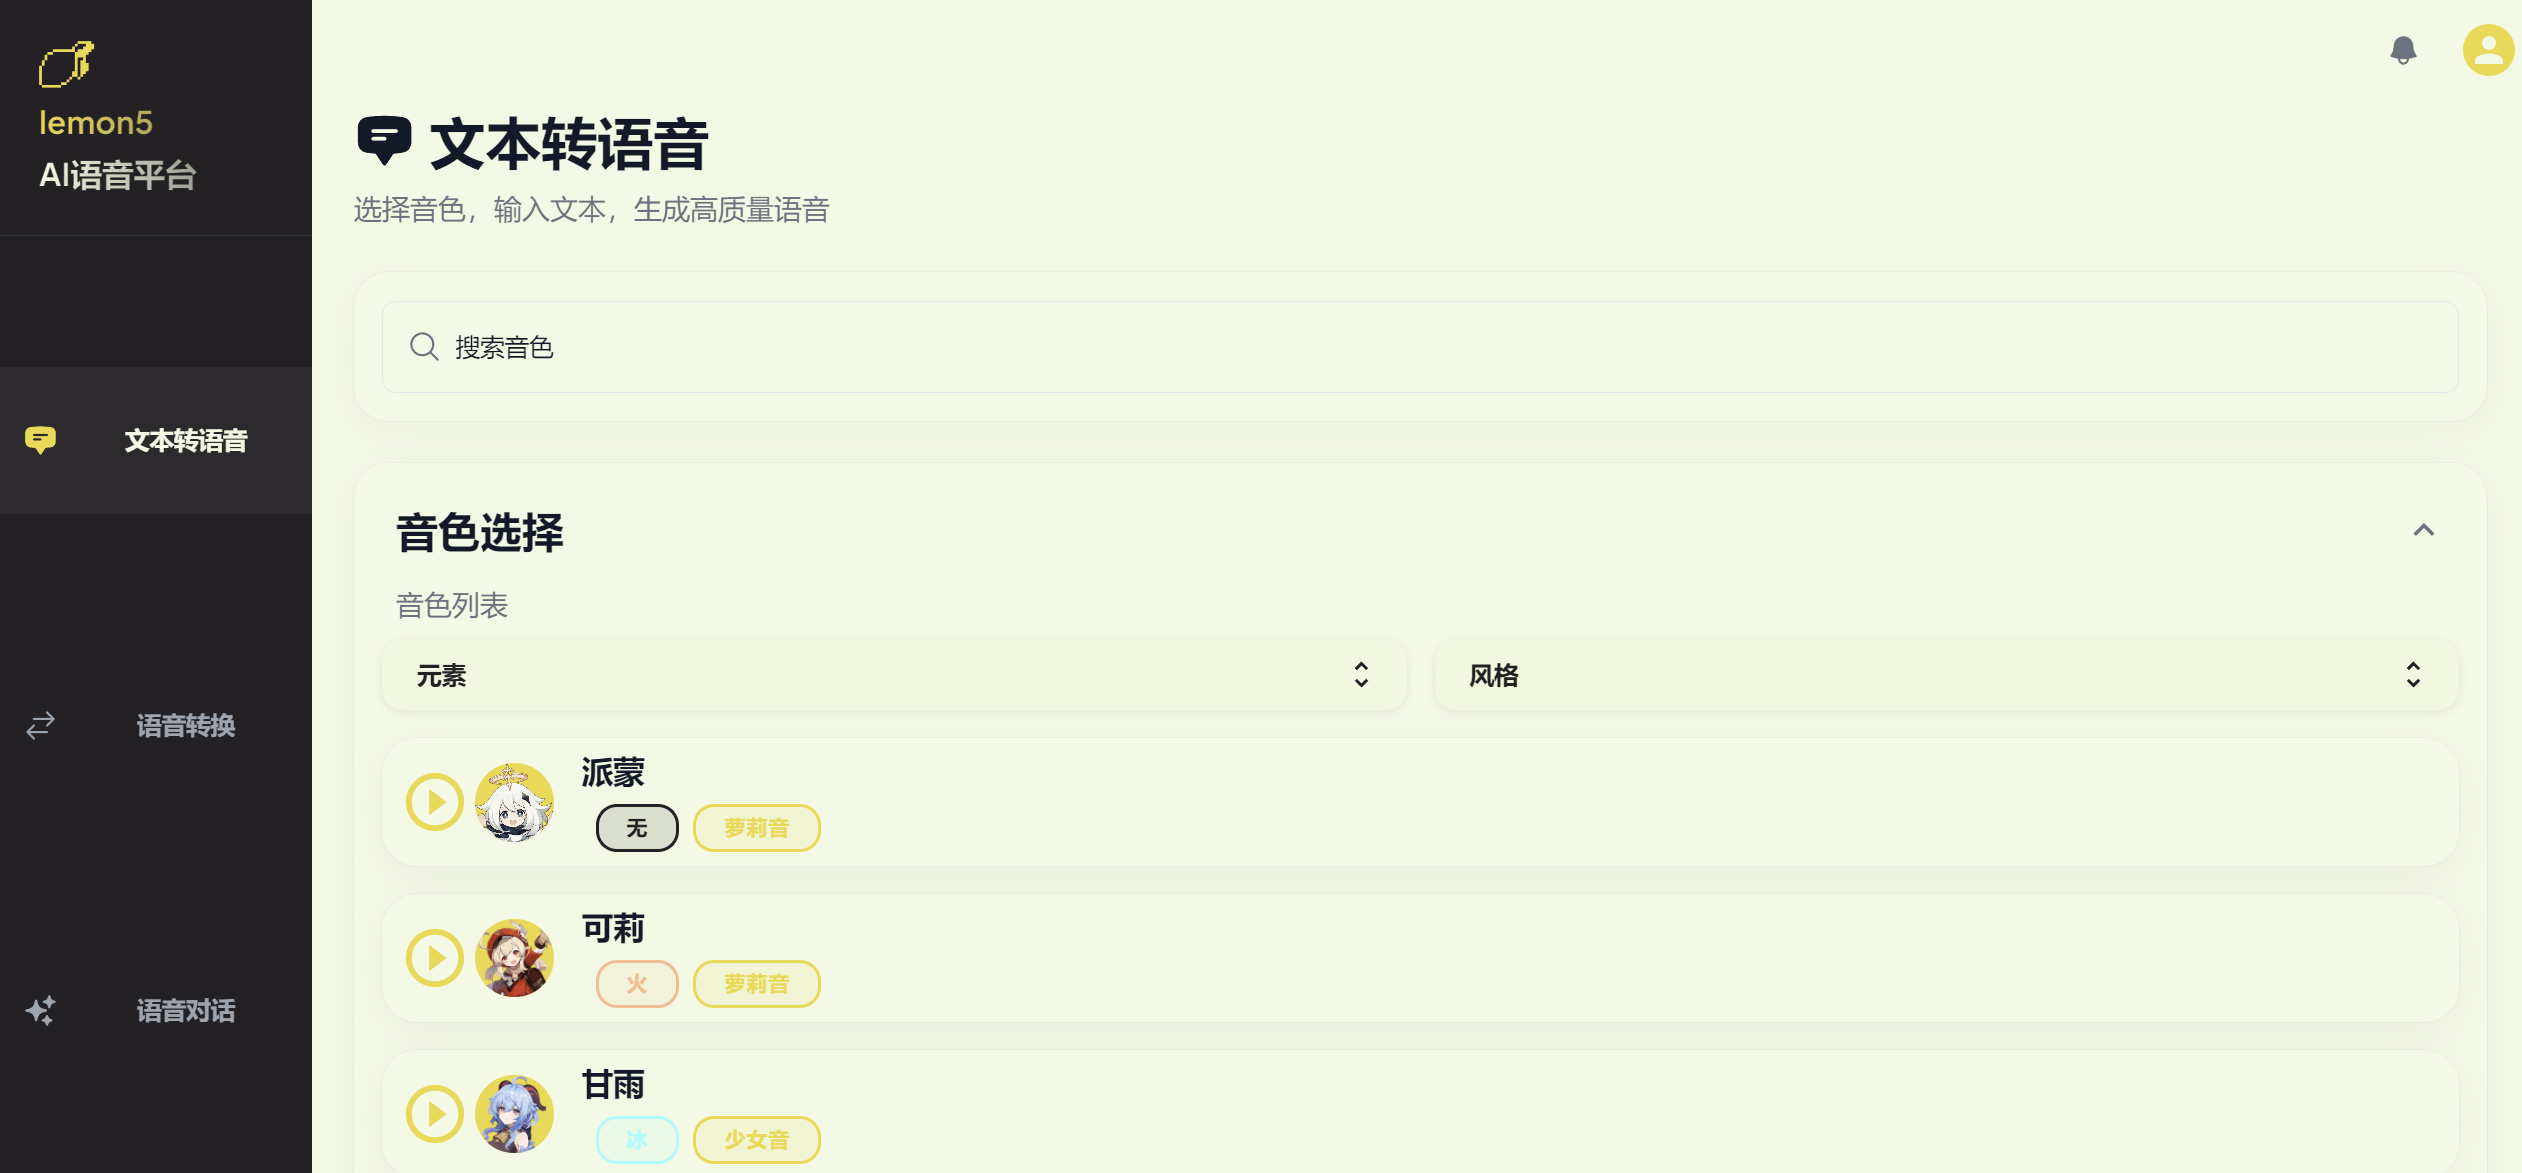 lemon5
AI语音平台
文本转语音
语音转换
语音对话
文本转语音
选择音色，输入文本，生成高质量语音
搜索音色
音色选择
音色列表
元素
风格
派蒙
无
萝莉音
可莉
火
萝莉音
甘雨
冰
少女音